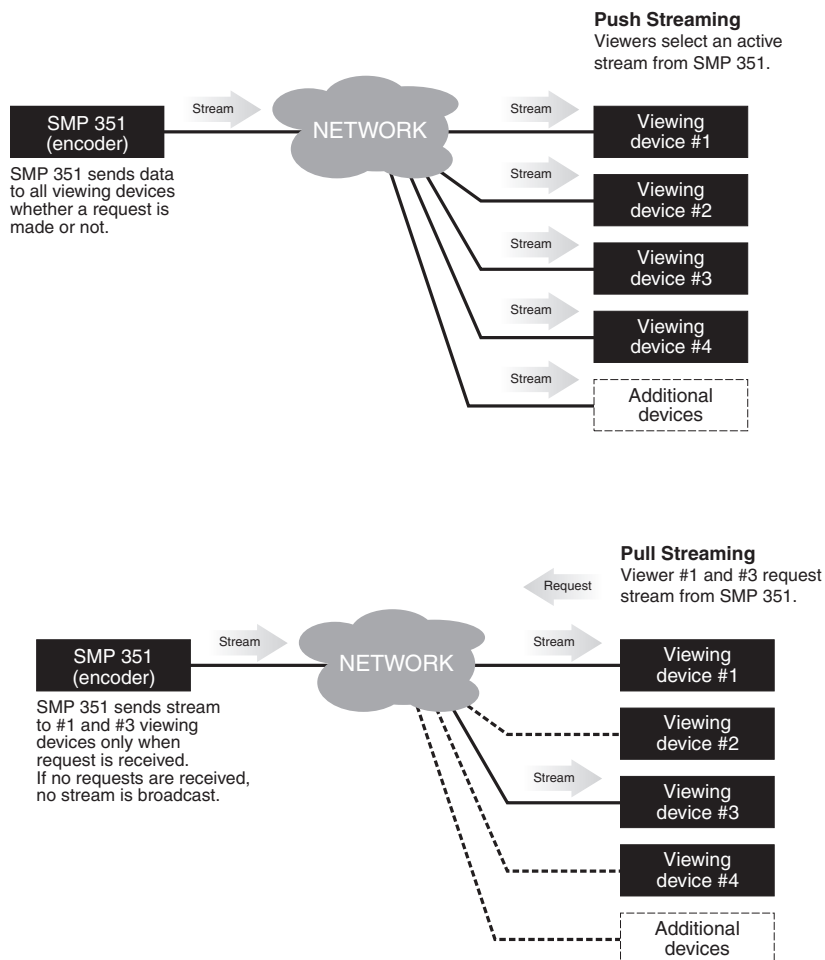 Push Streaming
Viewers select an active
stream from SMP 351.
SMP 351
(encoder)
Stream
NETWORK
SMP 351 sends data
to all viewing devices
whether a request is
made or not.
Stream
Viewing
device #1
Stream
Viewing
device #2
Stream
Viewing
device #3
Stream
Viewing
device #4
Stream
Additional
devices
Pull Streaming
Viewer #1 and #3 request
stream from SMP 351.
Request
SMP 351
(encoder)
Stream
NETWORK
SMP 351 sends stream
to #1 and #3 viewing
devices only when
request is received.
If no requests are received,
no stream is broadcast.
Stream
Viewing
device #1
Viewing
device #2
Stream
Viewing
device #3
Viewing
device #4
Additional
devices